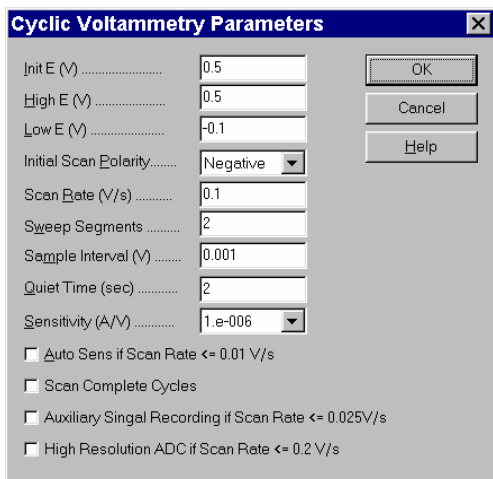 Cyclic Voltammetry Parameters
Init E (V) ........................ 0.5
High E (V) ..................... 0.5
Low E (V) ...................... -0.1
Initial Scan Polarity........ Negative
Scan Rate (V/s) ........... 0.1
Sweep Segments .......... 2
Sample Interval (V) ........ 0.001
Quiet Time (sec) ............ 2
Sensitivity (A/V) ............ 1.e-006
Auto Sens if Scan Rate <= 0.01 V/s
Scan Complete Cycles
Auxiliary Singal Recording if Scan Rate <= 0.025V/s
High Resolution ADC if Scan Rate <= 0.2 V/s
OK
Cancel
Help